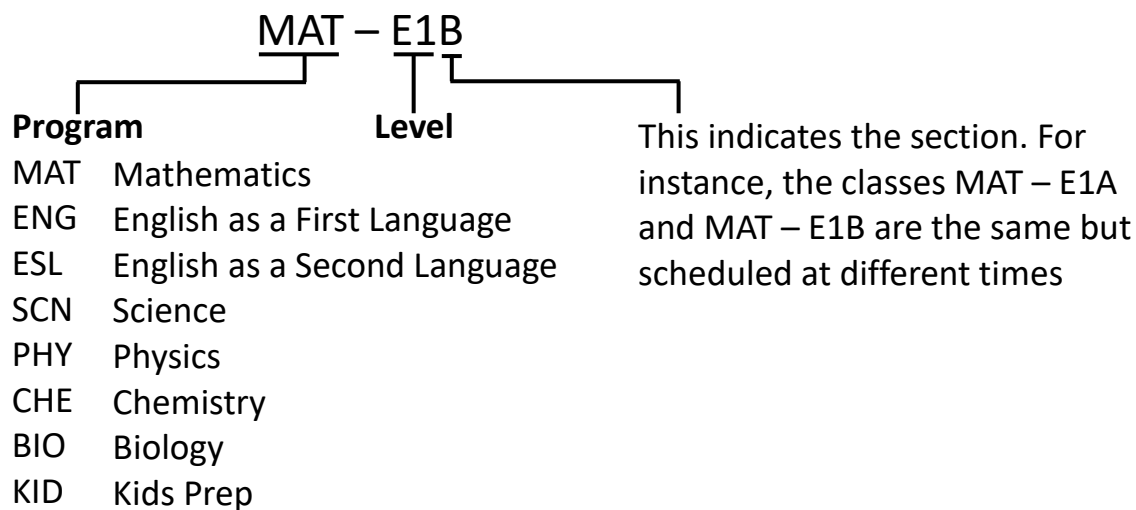 MAT – E1B
Program
MAT Mathematics
ENG English as a First Language
ESL English as a Second Language
SCN Science
PHY Physics
CHE Chemistry
BIO Biology
KID Kids Prep
Level
This indicates the section. For
instance, the classes MAT – E1A
and MAT – E1B are the same but
scheduled at different times